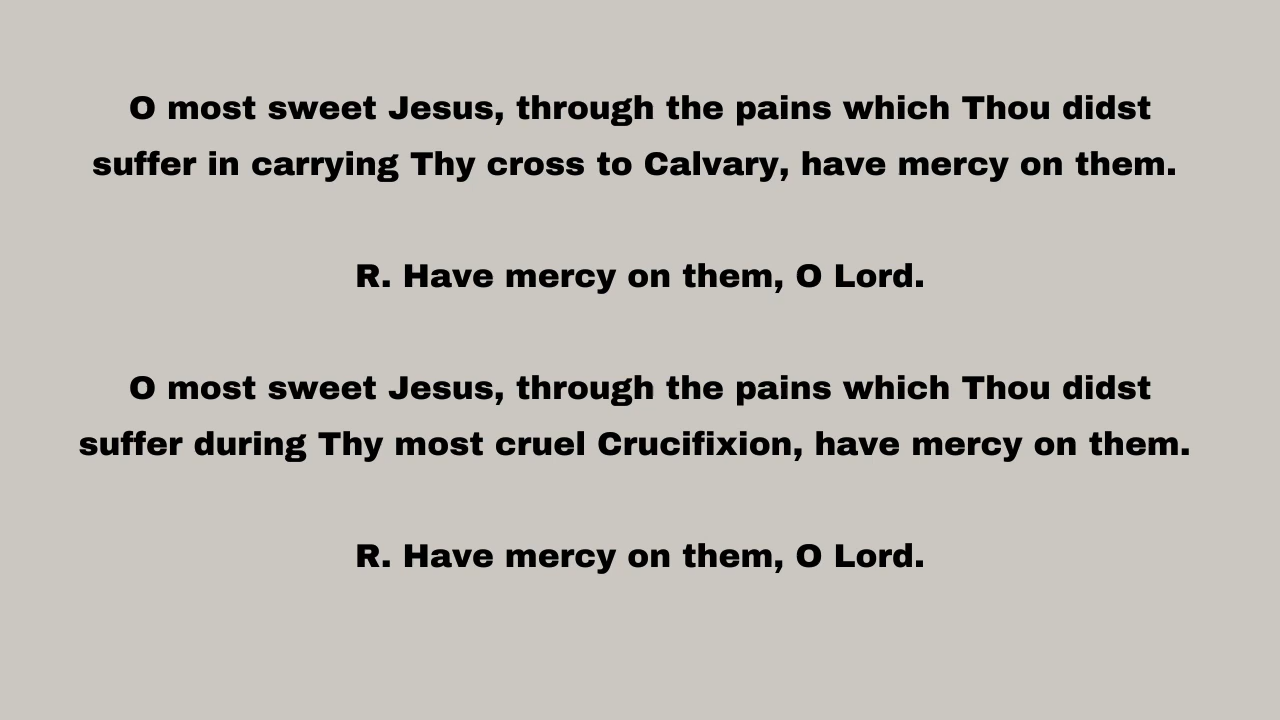 O most sweet Jesus, through the pains which Thou didst
suffer in carrying Thy cross to Calvary, have mercy on them.
R. Have mercy on them, O Lord.
O most sweet Jesus, through the pains which Thou didst
suffer during Thy most cruel Crucifixion, have mercy on them.
R. Have mercy on them, O Lord.